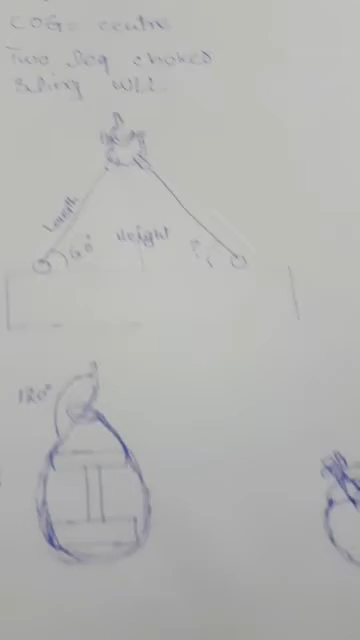 COG= centre
Two leg choked
Sling WLL
Length
60°
Height
?
120°